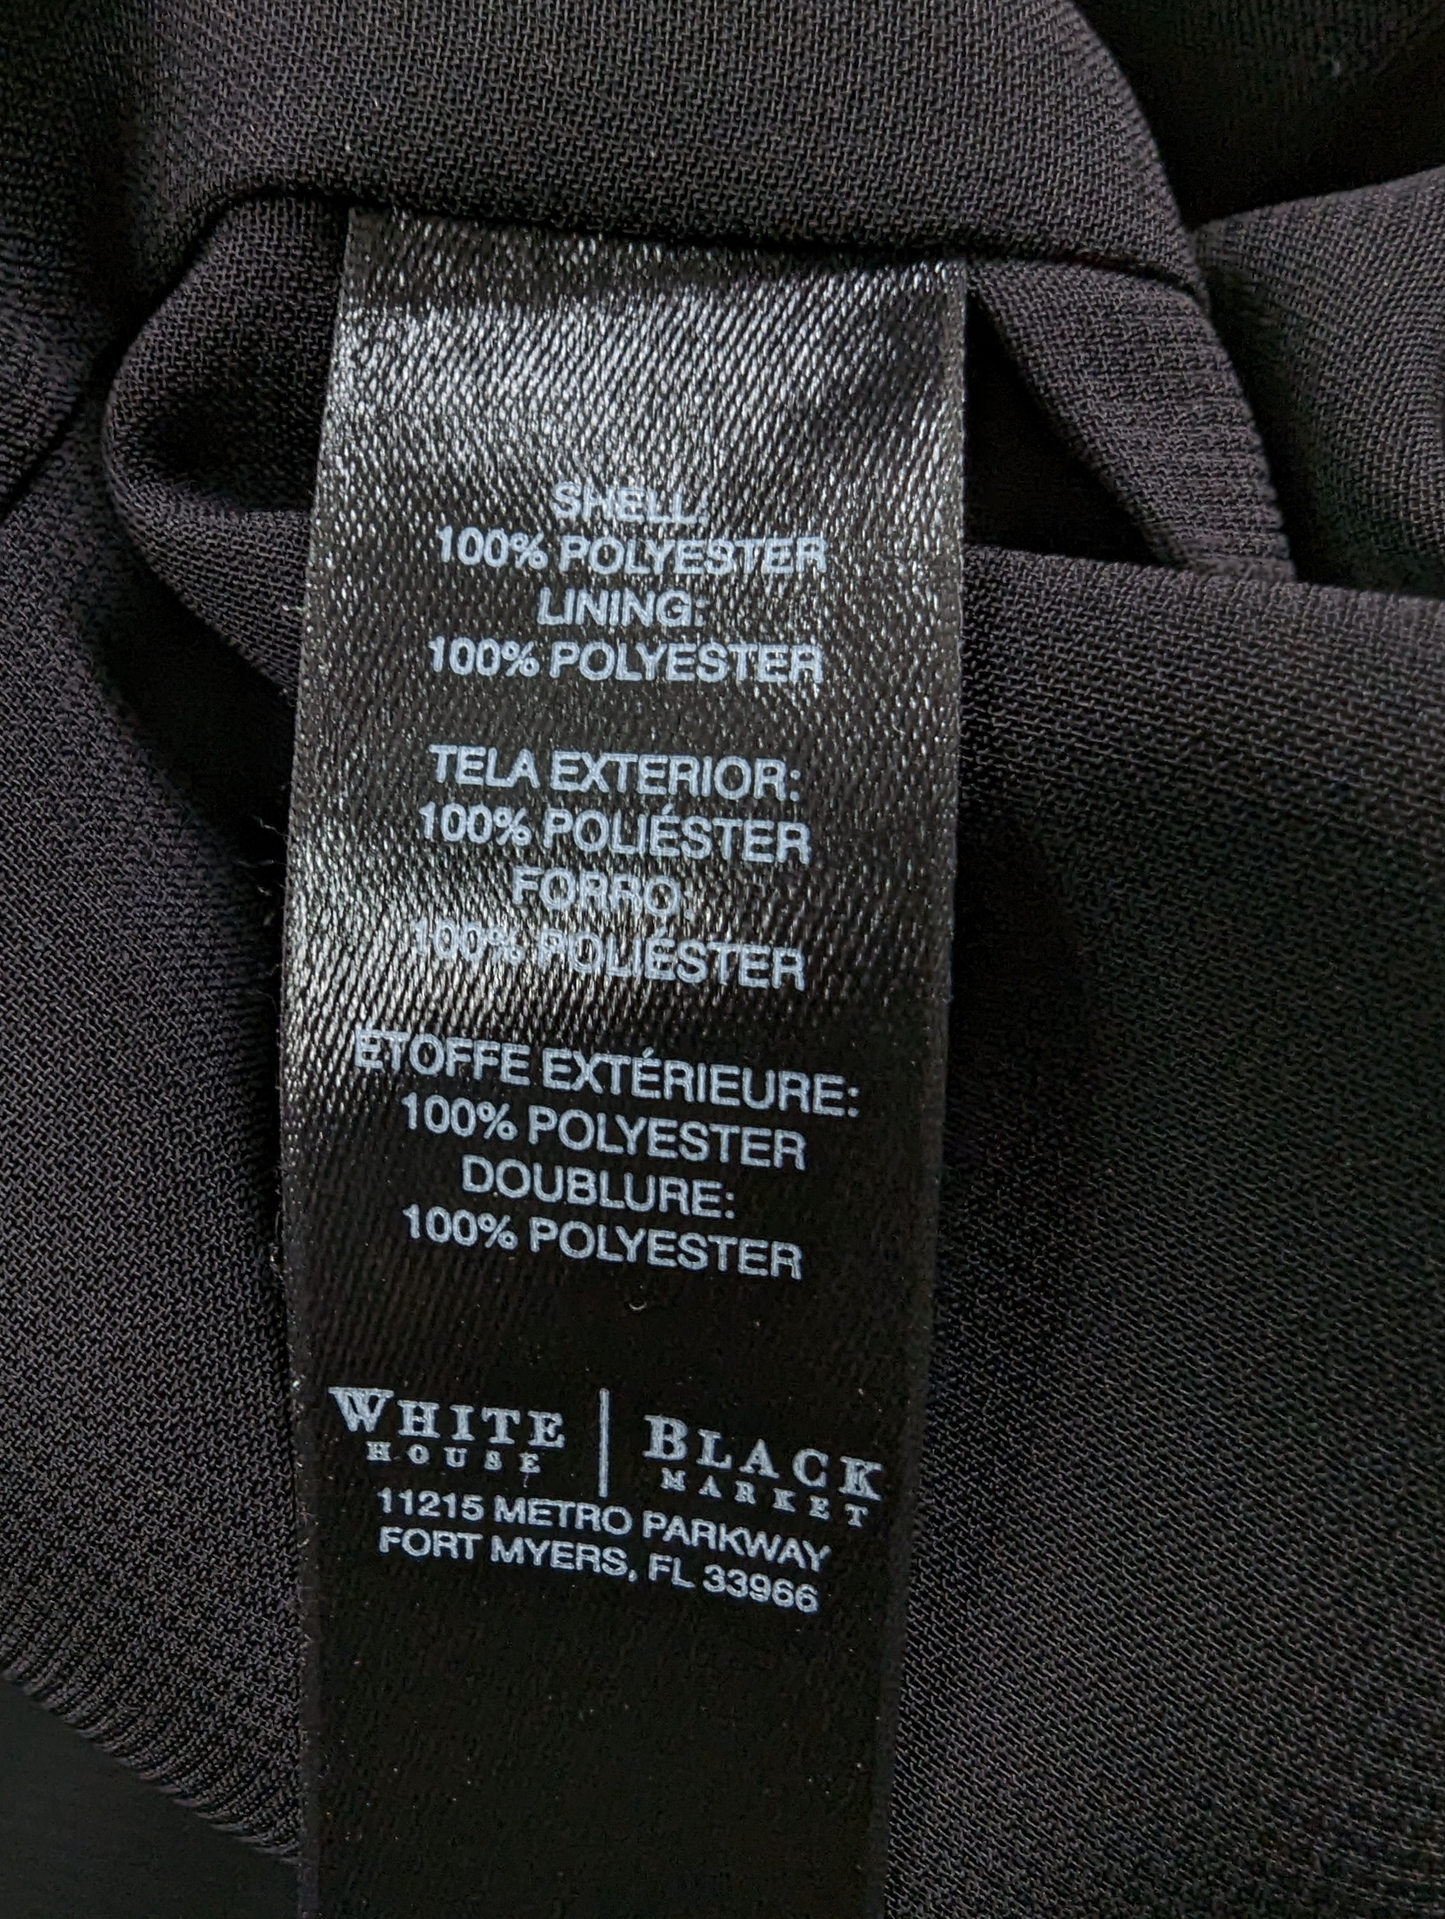 SHELL:
100% POLYESTER
LINING:
100% POLYESTER
TELA EXTERIOR:
100% POLIÉSTER
FORRO:
100% POLIÉSTER
ETOFFE EXTÉRIEURE:
100% POLYESTER
DOUBLURE:
100% POLYESTER
WHITE | BLACK
HOUSE MARKET
11215 METRO PARKWAY
FORT MYERS, FL 33966